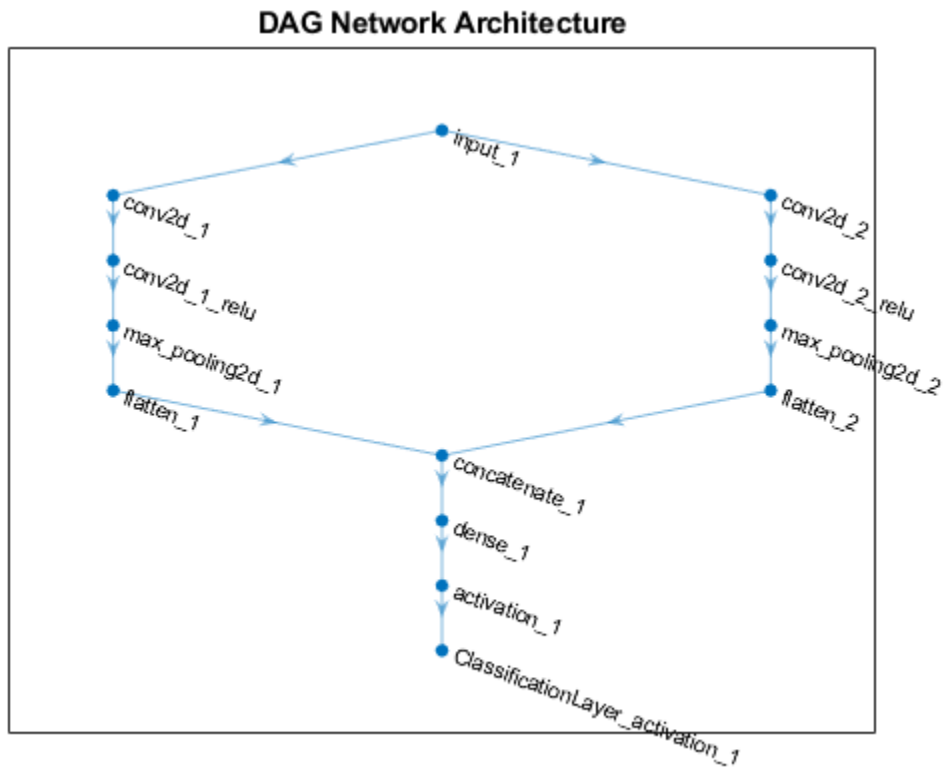 DAG Network Architecture
input_1
conv2d_1
conv2d_2
conv2d_1_relu
conv2d_2_relu
max_pooling2d_1
max_pooling2d_2
flatten_1
flatten_2
concatenate_1
dense_1
activation_1
ClassificationLayer_activation_1